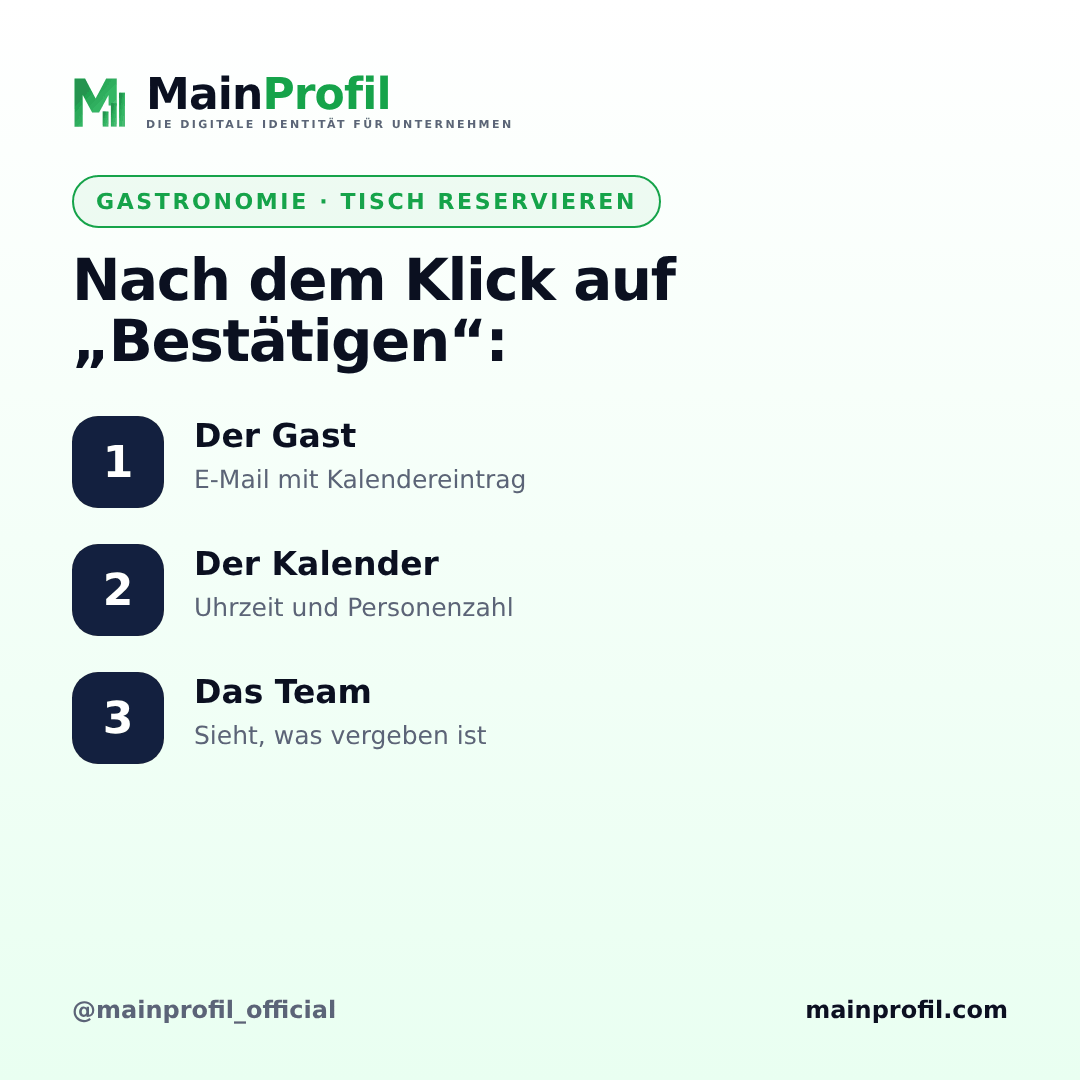 MainProfil
DIE DIGITALE IDENTITÄT FÜR UNTERNEHMEN
GASTRONOMIE · TISCH RESERVIEREN
Nach dem Klick auf
„Bestätigen“:
1
Der Gast
E-Mail mit Kalendereintrag
2
Der Kalender
Uhrzeit und Personenzahl
3
Das Team
Sieht, was vergeben ist
@mainprofil_official
mainprofil.com